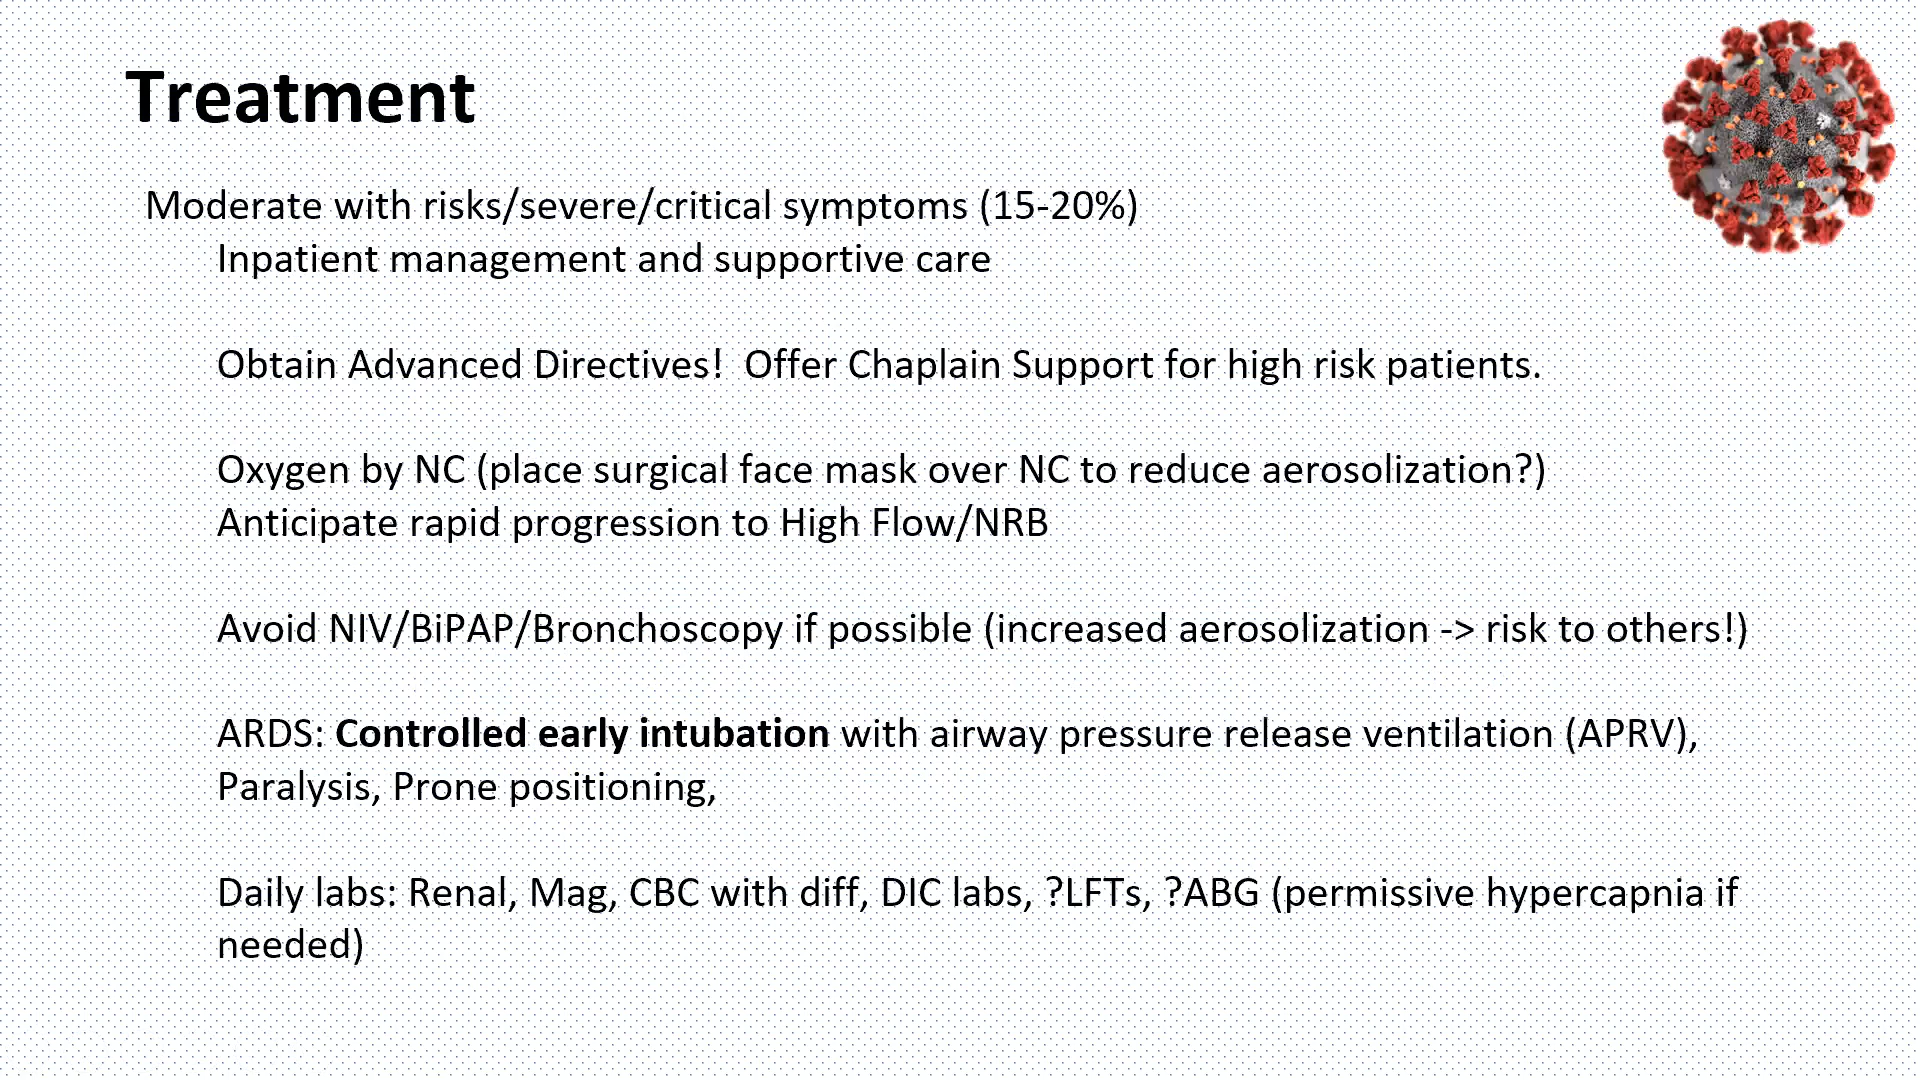 Treatment
Moderate with risks/severe/critical symptoms (15-20%)
Inpatient management and supportive care
Obtain Advanced Directives!  Offer Chaplain Support for high risk patients.
Oxygen by NC (place surgical face mask over NC to reduce aerosolization?)
Anticipate rapid progression to High Flow/NRB
Avoid NIV/BiPAP/Bronchoscopy if possible (increased aerosolization -> risk to others!)
ARDS: Controlled early intubation with airway pressure release ventilation (APRV),
Paralysis, Prone positioning,
Daily labs: Renal, Mag, CBC with diff, DIC labs, ?LFTs, ?ABG (permissive hypercapnia if
needed)